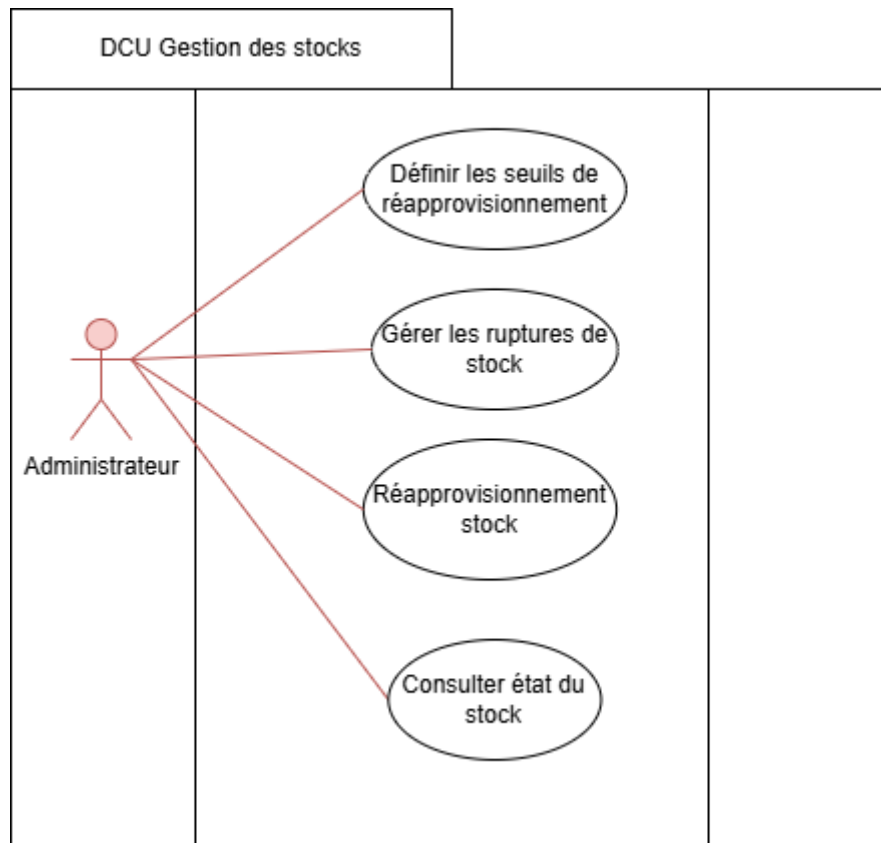 DCU Gestion des stocks
Définir les seuils de
réapprovisionnement
Gérer les ruptures de
stock
Administrateur
Réapprovisionnement
stock
Consulter état du
stock